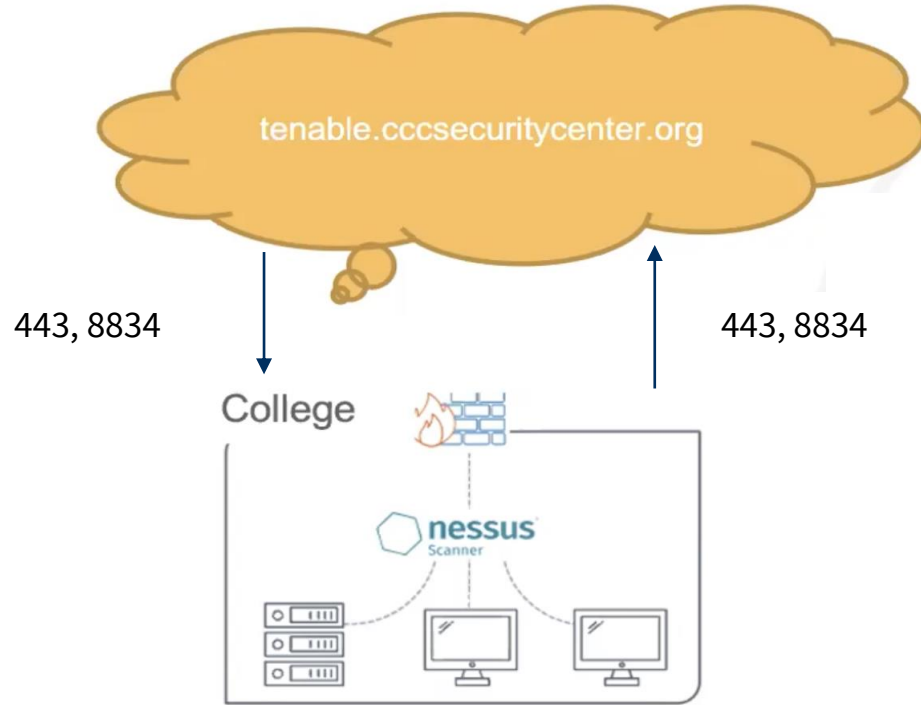 tenable.cccsecuritycenter.org
443, 8834
443, 8834
College
nessus
Scanner